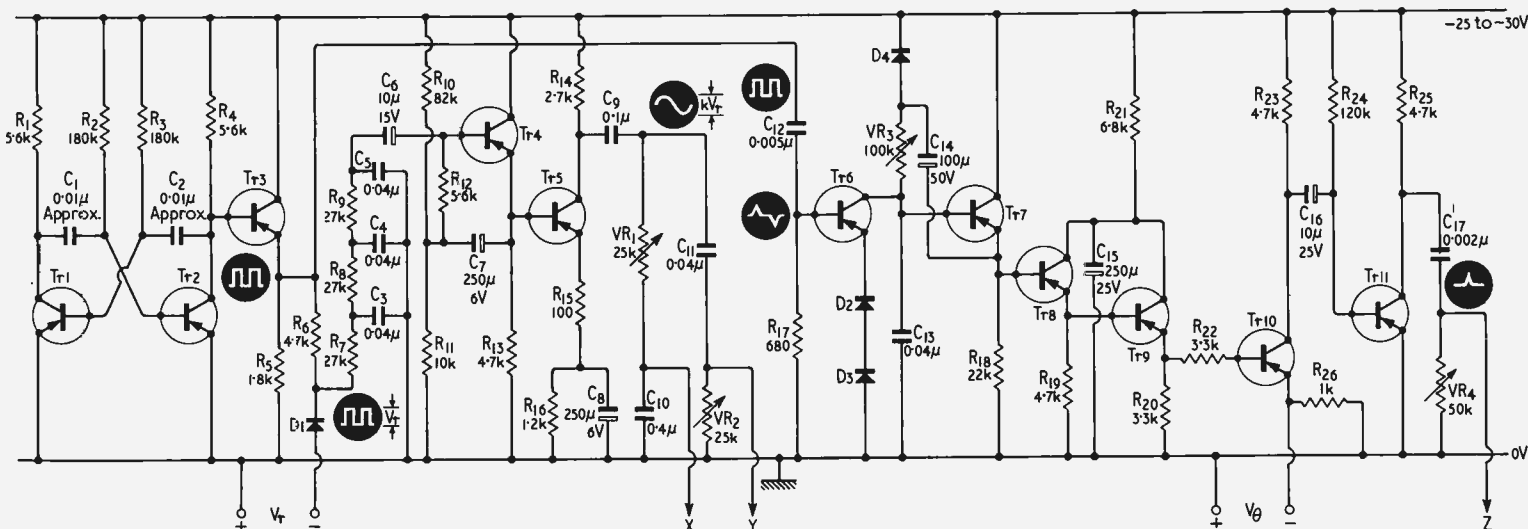 −25 to −30V
R1
5.6k
R2
180k
R3
180k
R4
5.6k
C1
0.01μ
Approx.
C2
0.01μ
Approx.
Tr1
Tr2
Tr3
R5
1.8k
R6
4.7k
D1
VT
R7
27k
R8
27k
R9
27k
C3
0.04μ
C4
0.04μ
C5
0.04μ
C6
10μ
15V
R10
82k
R11
10k
R12
5.6k
C7
250μ
6V
Tr4
R13
4.7k
R14
2.7k
Tr5
R15
100
R16
1.2k
C8
250μ
6V
C9
0.1μ
kVT
VR1
25k
C10
0.4μ
C11
0.04μ
VR2
25k
C12
0.005μ
R17
680
Tr6
D2
D3
D4
VR3
100k
C13
0.04μ
C14
100μ
50V
Tr7
R18
22k
Tr8
R19
4.7k
C15
250μ
25V
R21
6.8k
Tr9
R20
3.3k
R22
3.3k
Tr10
R23
4.7k
R24
120k
R25
4.7k
C16
10μ
25V
R26
1k
Tr11
C17
0.002μ
VR4
50k
0V
+ VT −
X
Y
+ Vθ −
Z